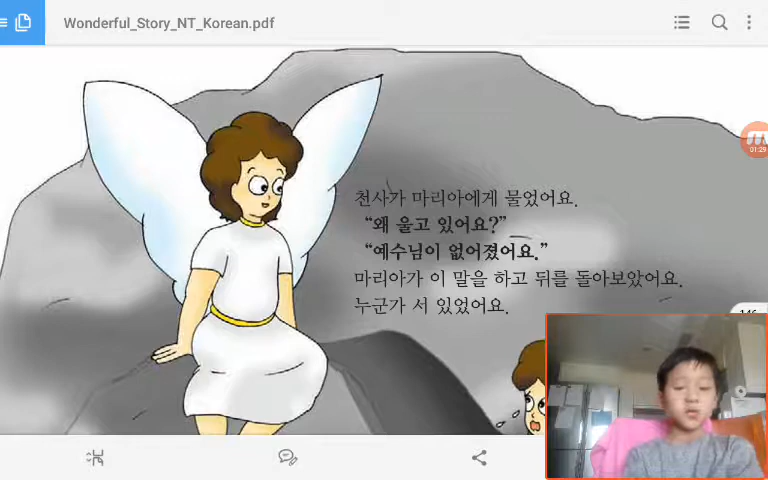 Wonderful_Story_NT_Korean.pdf
01:29
천사가 마리아에게 물었어요.
“왜 울고 있어요?”
“예수님이 없어졌어요.”
마리아가 이 말을 하고 뒤를 돌아보았어요.
누군가 서 있었어요.